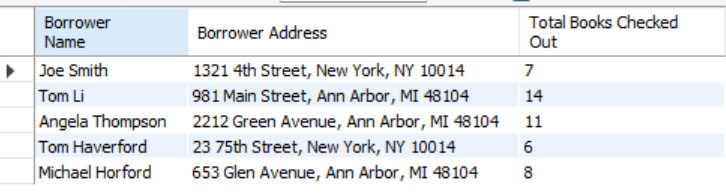 Borrower Name	Borrower Address	Total Books Checked Out
Joe Smith	1321 4th Street, New York, NY 10014	7
Tom Li	981 Main Street, Ann Arbor, MI 48104	14
Angela Thompson	2212 Green Avenue, Ann Arbor, MI 48104	11
Tom Haverford	23 75th Street, New York, NY 10014	6
Michael Horford	653 Glen Avenue, Ann Arbor, MI 48104	8